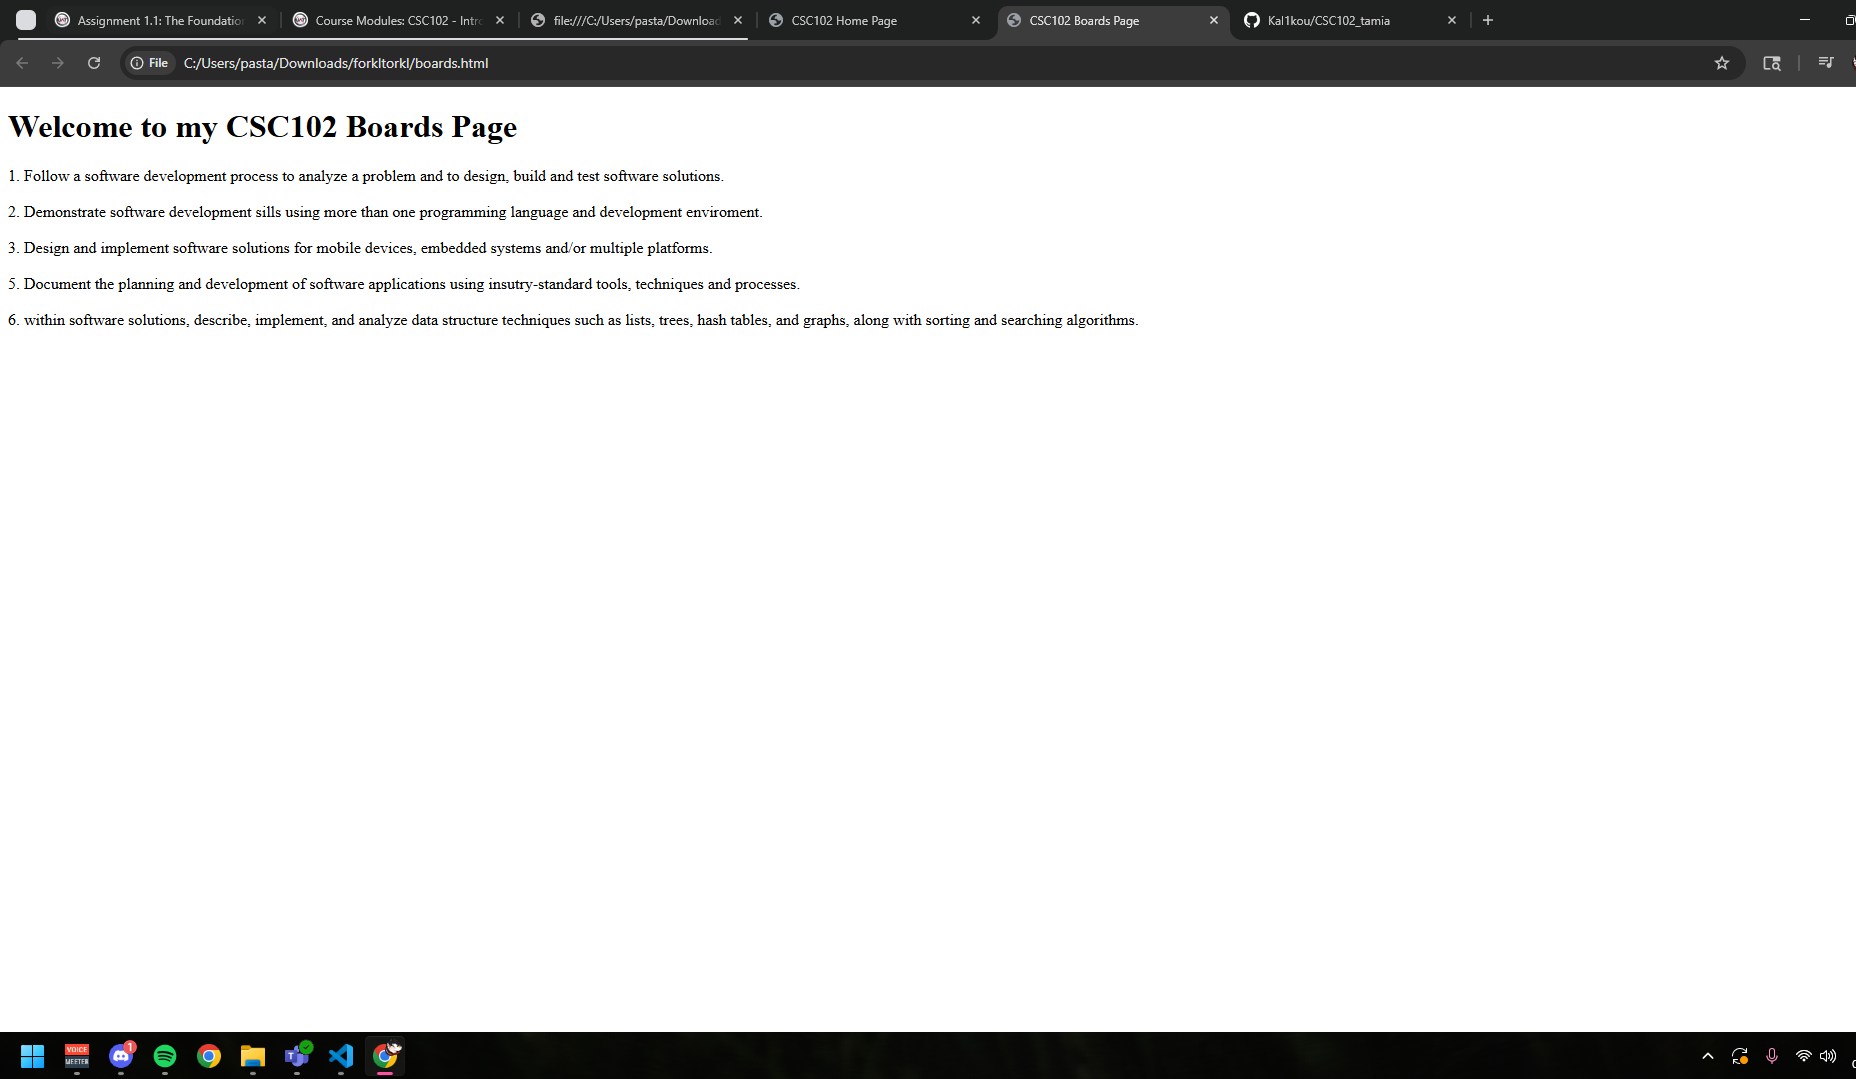 Assignment 1.1: The Foundation
Course Modules: CSC102 - Intro
file:///C:/Users/pasta/Download
CSC102 Home Page
CSC102 Boards Page
Kal1kou/CSC102_tamia
File
C:/Users/pasta/Downloads/forkltorkl/boards.html
Welcome to my CSC102 Boards Page
1. Follow a software development process to analyze a problem and to design, build and test software solutions.
2. Demonstrate software development sills using more than one programming language and development enviroment.
3. Design and implement software solutions for mobile devices, embedded systems and/or multiple platforms.
5. Document the planning and development of software applications using insutry-standard tools, techniques and processes.
6. within software solutions, describe, implement, and analyze data structure techniques such as lists, trees, hash tables, and graphs, along with sorting and searching algorithms.
VOICE
MEETER
1